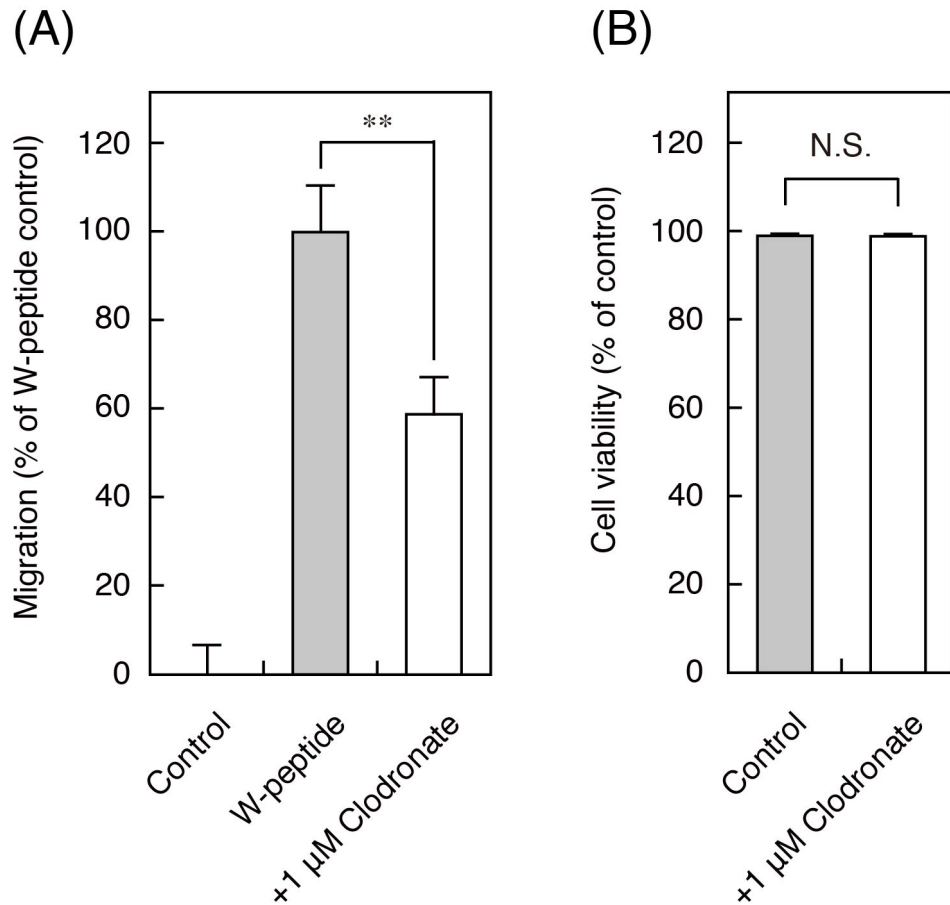 (A)
Migration (% of W-peptide control)
120
100
80
60
40
20
0
**
Control
W-peptide
+1 μM Clodronate
(B)
Cell viability (% of control)
120
100
80
60
40
20
0
N.S.
Control
+1 μM Clodronate